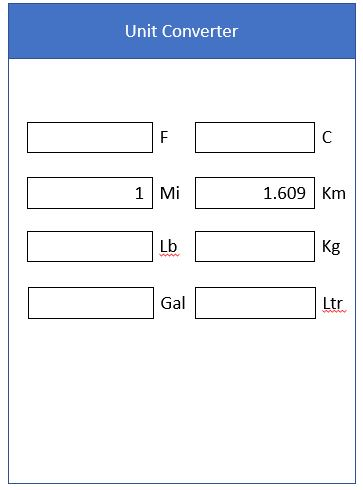 Unit Converter
F C
1 Mi 1.609 Km
Lb Kg
Gal Ltr